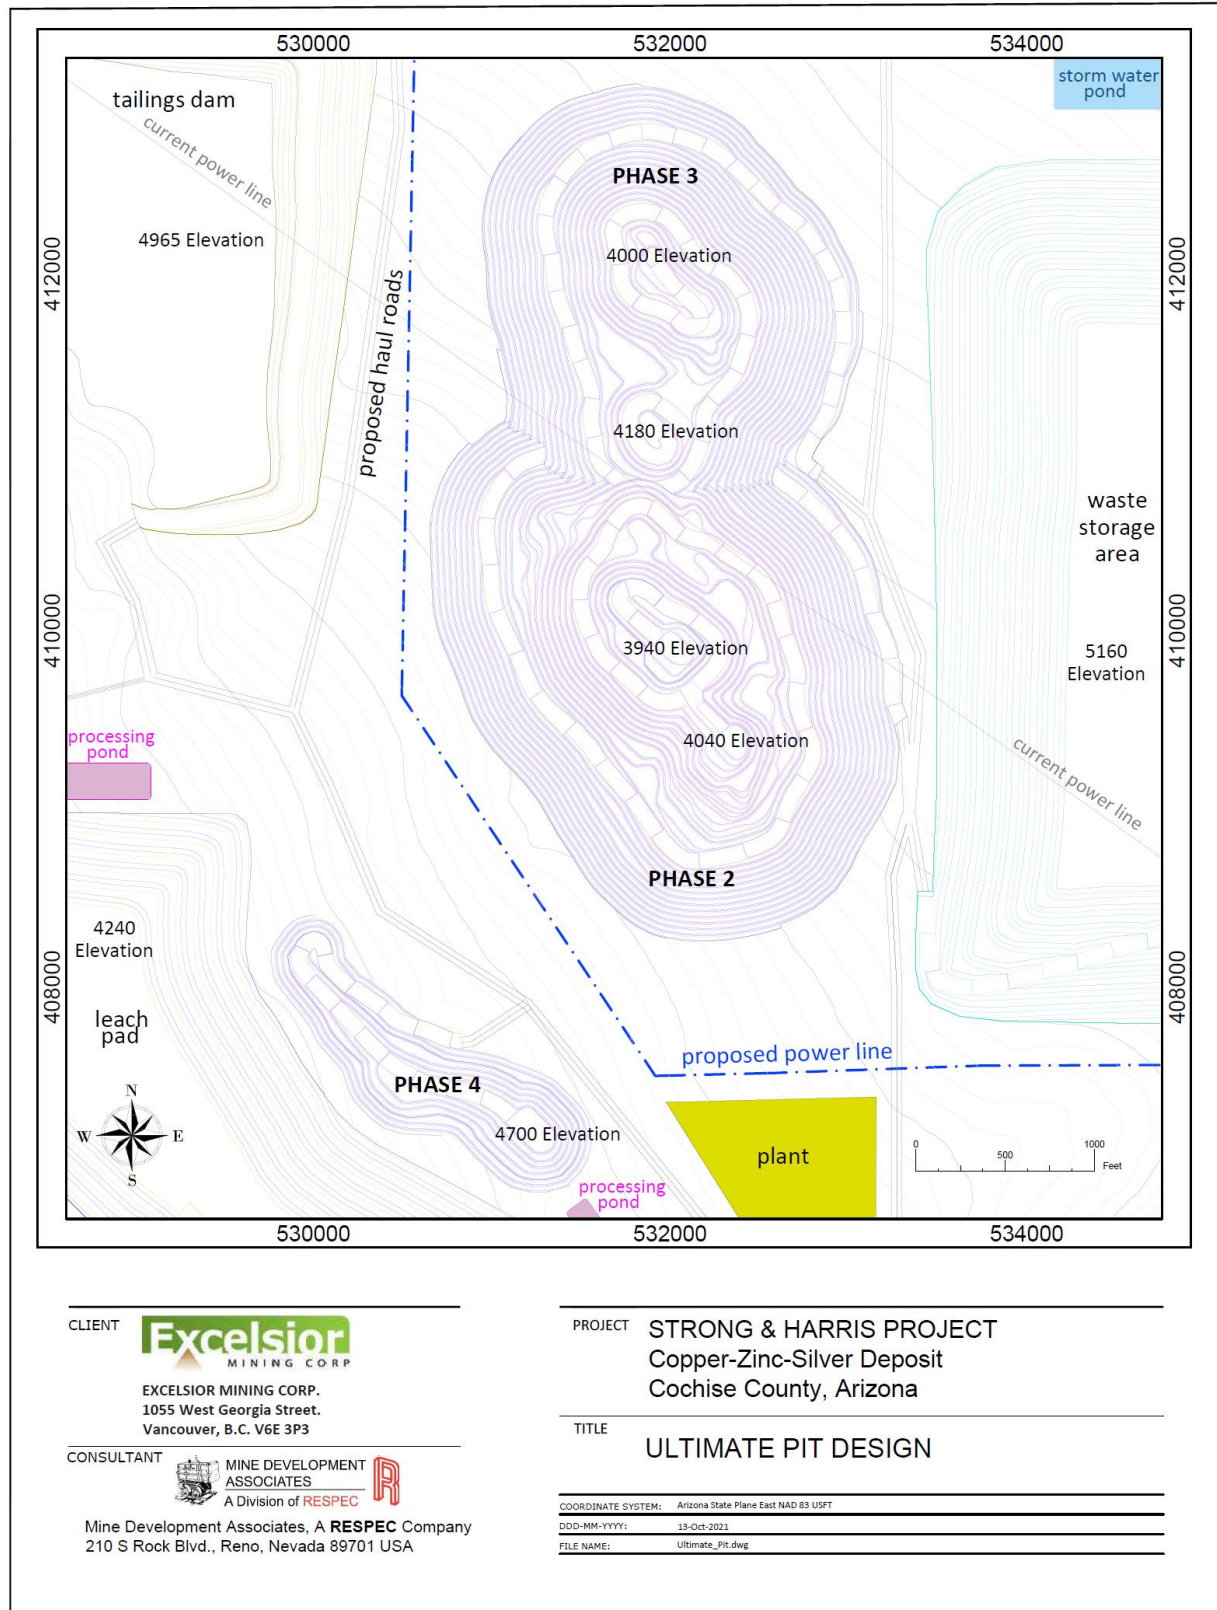 530000 532000 534000
storm water
pond
tailings dam
current power line
PHASE 3
4965 Elevation
4000 Elevation
412000
412000
proposed haul roads
4180 Elevation
waste
storage
area
410000
410000
3940 Elevation
5160
Elevation
processing
pond
4040 Elevation
current power line
PHASE 2
4240
Elevation
408000
408000
leach
pad
proposed power line
PHASE 4
N
W
E
S
4700 Elevation
plant
0
500
1000
Feet
processing
pond
530000 532000 534000
CLIENT
Excelsior
MINING CORP
EXCELSIOR MINING CORP.
1055 West Georgia Street.
Vancouver, B.C. V6E 3P3
CONSULTANT
MINE DEVELOPMENT
ASSOCIATES
A Division of RESPEC
R
Mine Development Associates, A RESPEC Company
210 S Rock Blvd., Reno, Nevada 89701 USA
PROJECT
STRONG & HARRIS PROJECT
Copper-Zinc-Silver Deposit
Cochise County, Arizona
TITLE
ULTIMATE PIT DESIGN
COORDINATE SYSTEM: Arizona State Plane East NAD 83 USFT
DDD-MM-YYYY: 13-Oct-2021
FILE NAME: Ultimate_Pit.dwg